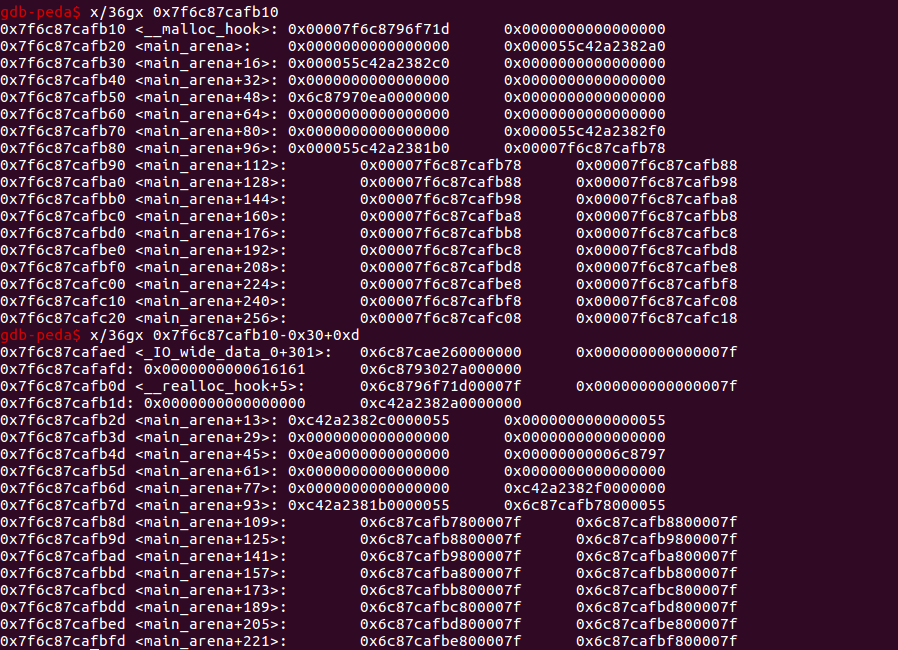 gdb-peda$ x/36gx 0x7f6c87cafb10
0x7f6c87cafb10 <__malloc_hook>: 0x00007f6c8796f71d 0x0000000000000000
0x7f6c87cafb20 <main_arena>: 0x0000000000000000 0x000055c42a2382a0
0x7f6c87cafb30 <main_arena+16>: 0x000055c42a2382c0 0x0000000000000000
0x7f6c87cafb40 <main_arena+32>: 0x0000000000000000 0x0000000000000000
0x7f6c87cafb50 <main_arena+48>: 0x6c87970ea0000000 0x0000000000000000
0x7f6c87cafb60 <main_arena+64>: 0x0000000000000000 0x0000000000000000
0x7f6c87cafb70 <main_arena+80>: 0x0000000000000000 0x000055c42a2382f0
0x7f6c87cafb80 <main_arena+96>: 0x000055c42a2381b0 0x00007f6c87cafb78
0x7f6c87cafb90 <main_arena+112>: 0x00007f6c87cafb78 0x00007f6c87cafb88
0x7f6c87cafba0 <main_arena+128>: 0x00007f6c87cafb88 0x00007f6c87cafb98
0x7f6c87cafbb0 <main_arena+144>: 0x00007f6c87cafb98 0x00007f6c87cafba8
0x7f6c87cafbc0 <main_arena+160>: 0x00007f6c87cafba8 0x00007f6c87cafbb8
0x7f6c87cafbd0 <main_arena+176>: 0x00007f6c87cafbb8 0x00007f6c87cafbc8
0x7f6c87cafbe0 <main_arena+192>: 0x00007f6c87cafbc8 0x00007f6c87cafbd8
0x7f6c87cafbf0 <main_arena+208>: 0x00007f6c87cafbd8 0x00007f6c87cafbe8
0x7f6c87cafc00 <main_arena+224>: 0x00007f6c87cafbe8 0x00007f6c87cafbf8
0x7f6c87cafc10 <main_arena+240>: 0x00007f6c87cafbf8 0x00007f6c87cafc08
0x7f6c87cafc20 <main_arena+256>: 0x00007f6c87cafc08 0x00007f6c87cafc18
gdb-peda$ x/36gx 0x7f6c87cafb10-0x30+0xd
0x7f6c87cafaed <_IO_wide_data_0+301>: 0x6c87cae260000000 0x000000000000007f
0x7f6c87cafafd: 0x0000000000616161 0x6c8793027a000000
0x7f6c87cafb0d <__realloc_hook+5>: 0x6c8796f71d00007f 0x000000000000007f
0x7f6c87cafb1d: 0x0000000000000000 0xc42a2382a0000000
0x7f6c87cafb2d <main_arena+13>: 0xc42a2382c0000055 0x0000000000000055
0x7f6c87cafb3d <main_arena+29>: 0x0000000000000000 0x0000000000000000
0x7f6c87cafb4d <main_arena+45>: 0x0ea0000000000000 0x00000000006c8797
0x7f6c87cafb5d <main_arena+61>: 0x0000000000000000 0x0000000000000000
0x7f6c87cafb6d <main_arena+77>: 0x0000000000000000 0xc42a2382f0000000
0x7f6c87cafb7d <main_arena+93>: 0xc42a2381b0000055 0x6c87cafb78000055
0x7f6c87cafb8d <main_arena+109>: 0x6c87cafb7800007f 0x6c87cafb8800007f
0x7f6c87cafb9d <main_arena+125>: 0x6c87cafb8800007f 0x6c87cafb9800007f
0x7f6c87cafbad <main_arena+141>: 0x6c87cafb9800007f 0x6c87cafba800007f
0x7f6c87cafbbd <main_arena+157>: 0x6c87cafba800007f 0x6c87cafbb800007f
0x7f6c87cafbcd <main_arena+173>: 0x6c87cafbb800007f 0x6c87cafbc800007f
0x7f6c87cafbdd <main_arena+189>: 0x6c87cafbc800007f 0x6c87cafbd800007f
0x7f6c87cafbed <main_arena+205>: 0x6c87cafbd800007f 0x6c87cafbe800007f
0x7f6c87cafbfd <main_arena+221>: 0x6c87cafbe800007f 0x6c87cafbf800007f